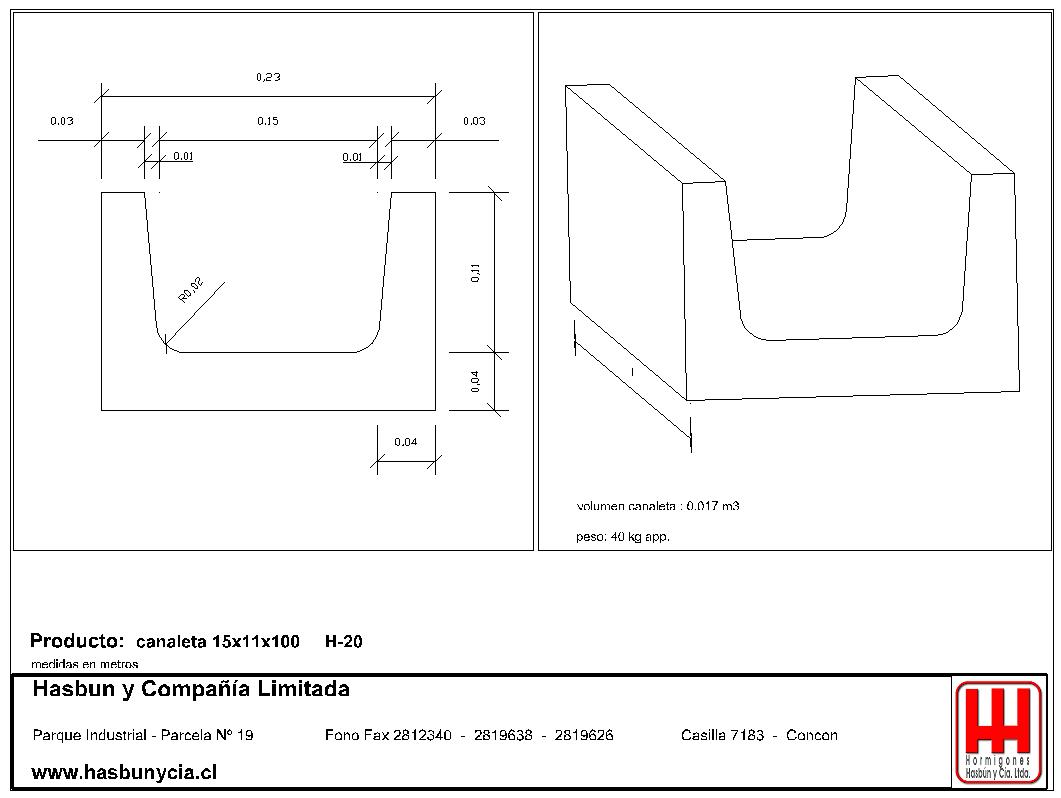 0,23
0.03
0.15
0.03
0.01
0.01
R0,02
0,11
0,04
0,04
1
volumen canaleta : 0.017 m3
peso: 40 kg app.
Producto: canaleta 15x11x100 H-20
medidas en metros
Hasbun y Compañía Limitada
Parque Industrial - Parcela Nº 19 Fono Fax 2812340 - 2819638 - 2819626 Casilla 7183 - Concon
www.hasbunycia.cl
Hormigones
Hasbún y Cía. Ltda.